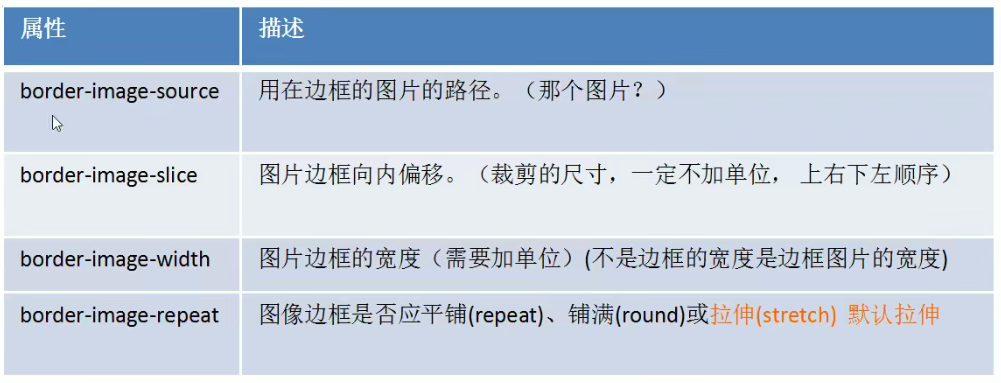 属性 描述
border-image-source 用在边框的图片的路径。（那个图片？）
border-image-slice 图片边框向内偏移。（裁剪的尺寸，一定不加单位， 上右下左顺序）
border-image-width 图片边框的宽度（需要加单位）(不是边框的宽度是边框图片的宽度)
border-image-repeat 图像边框是否应平铺(repeat)、铺满(round)或拉伸(stretch) 默认拉伸